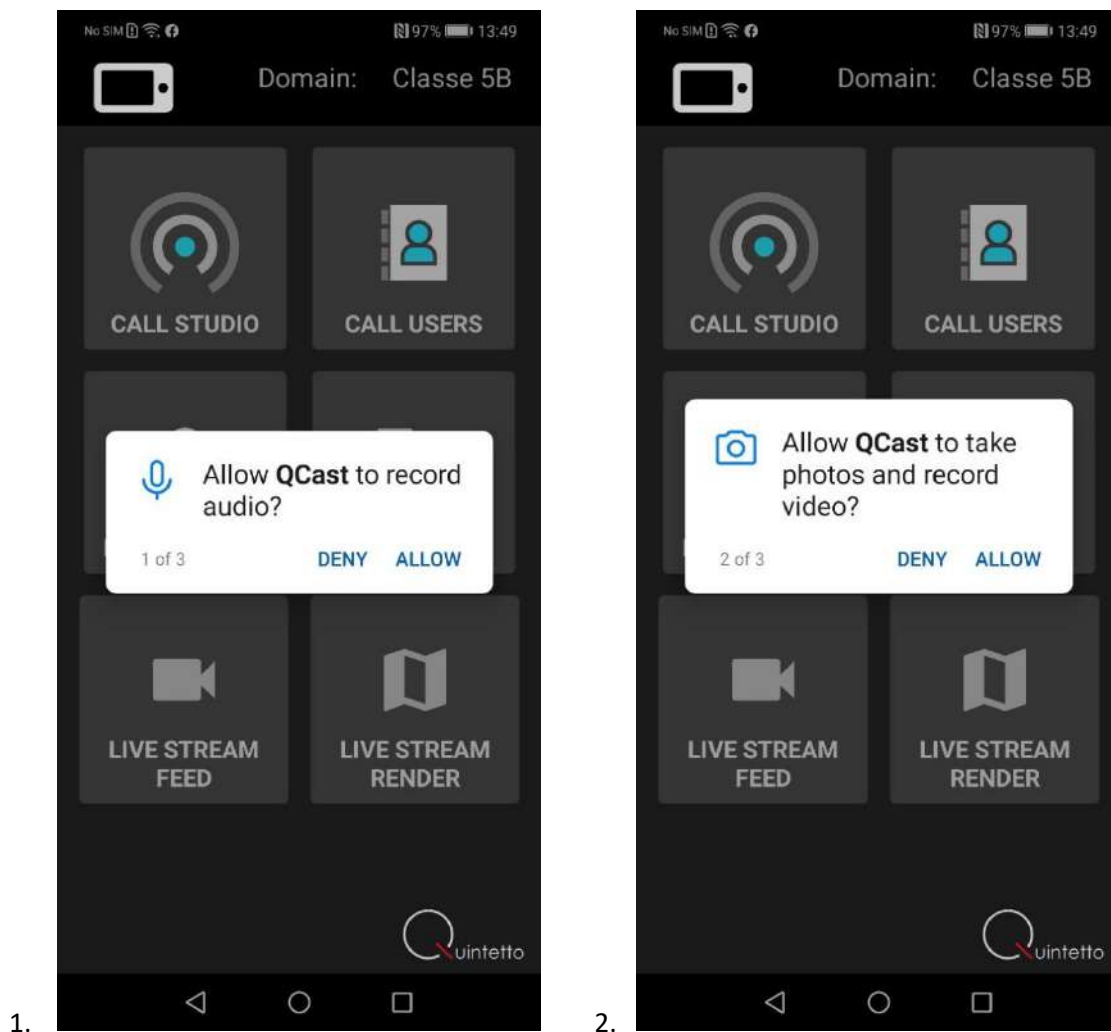 No SIM 97% 13:49
Domain: Classe 5B
CALL STUDIO
CALL USERS
Allow QCast to record
audio?
1 of 3
DENY
ALLOW
LIVE STREAM
FEED
LIVE STREAM
RENDER
Quintetto
1.
No SIM 97% 13:49
Domain: Classe 5B
CALL STUDIO
CALL USERS
Allow QCast to take
photos and record
video?
2 of 3
DENY
ALLOW
LIVE STREAM
FEED
LIVE STREAM
RENDER
Quintetto
2.